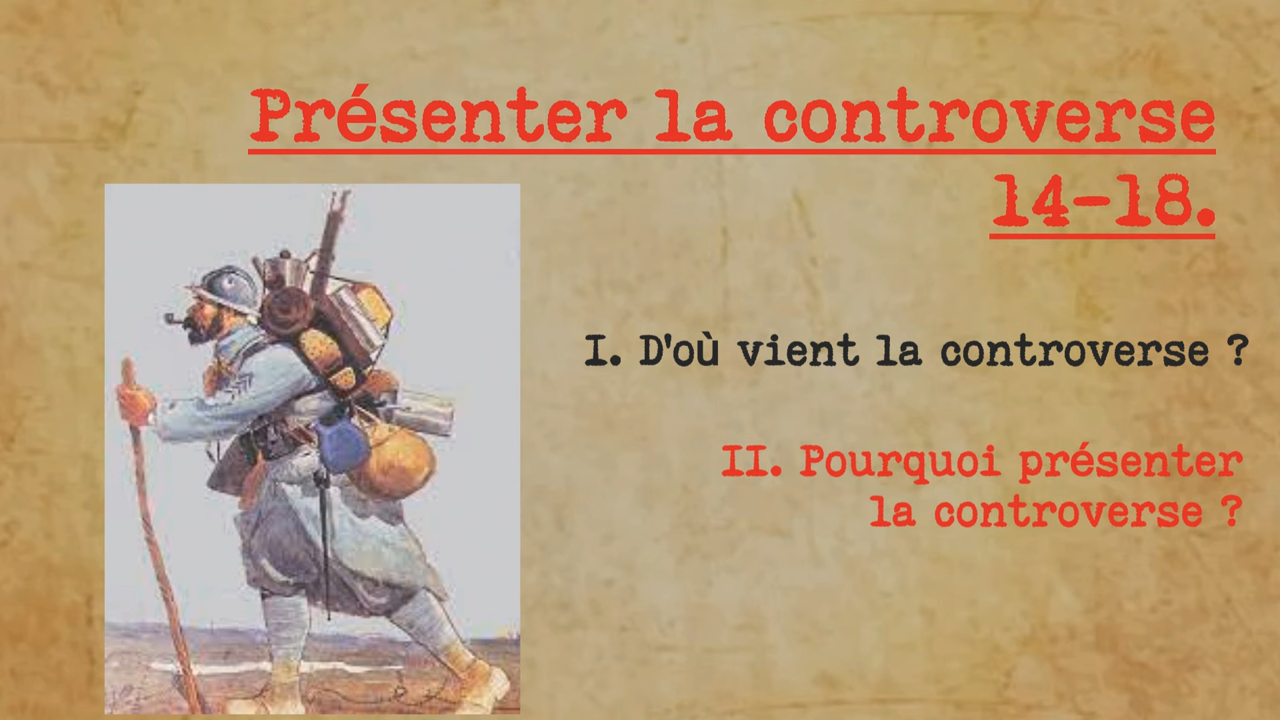 Présenter la controverse
14-18.
I. D'où vient la controverse ?
II. Pourquoi présenter
la controverse ?